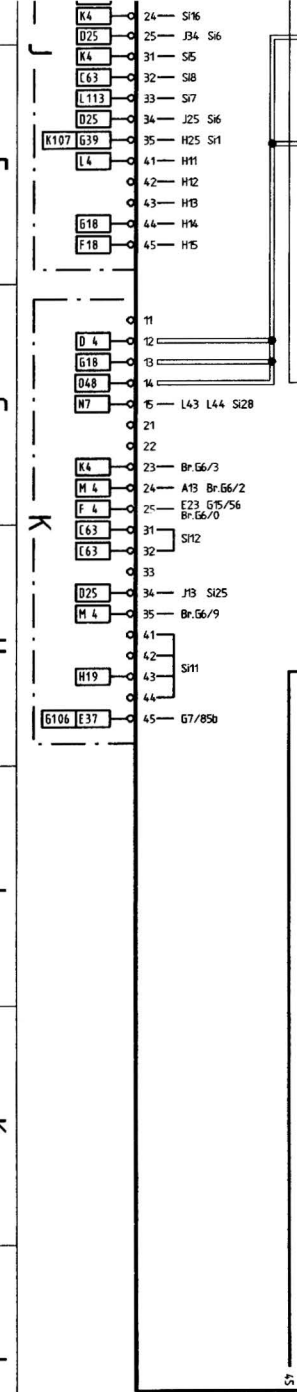 K4 24 Si16
D25 25 J34 Si6
K4 31 Si5
C63 32 Si8
L113 33 Si7
D25 34 J25 Si6
K107 G39 35 H25 Si1
L4 41 H11
42 H12
43 H13
G18 44 H14
F18 45 H15
J
11
D 4 12
G18 13
D48 14
N7 15 L43 L44 Si28
21
22
K4 23 Br.G6/3
M 4 24 A13 Br.G6/2
F 4 25 E23 G15/56
Br.G6/0
C63 31
Si12
C63 32
33
D25 34 J13 Si25
M 4 35 Br.G6/9
41
42
Si11
H19 43
44
G106 E37 45 G7/85b
K
45